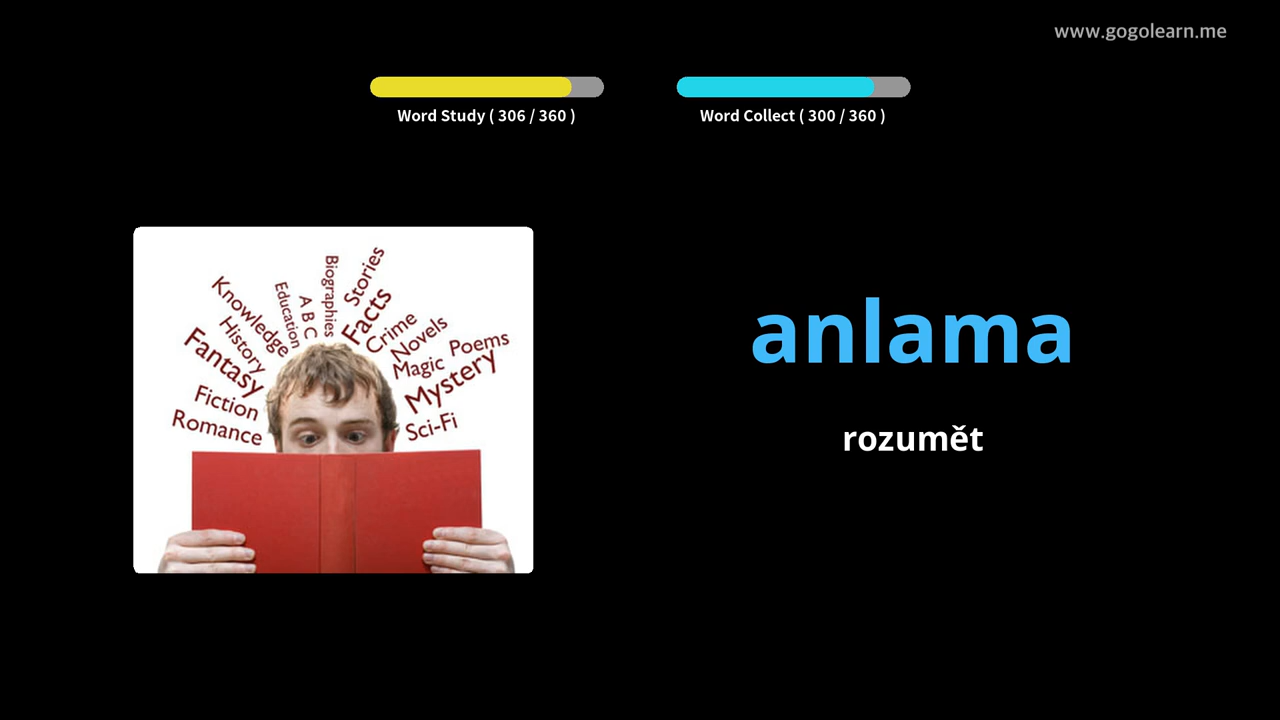 www.gogolearn.me
Word Study ( 306 / 360 )
Word Collect ( 300 / 360 )
Biographies
Stories
Education
A B C
Facts
Knowledge
Crime
History
Novels
Poems
Fantasy
Magic
Mystery
Fiction
Romance
Sci-Fi
anlama
rozumět